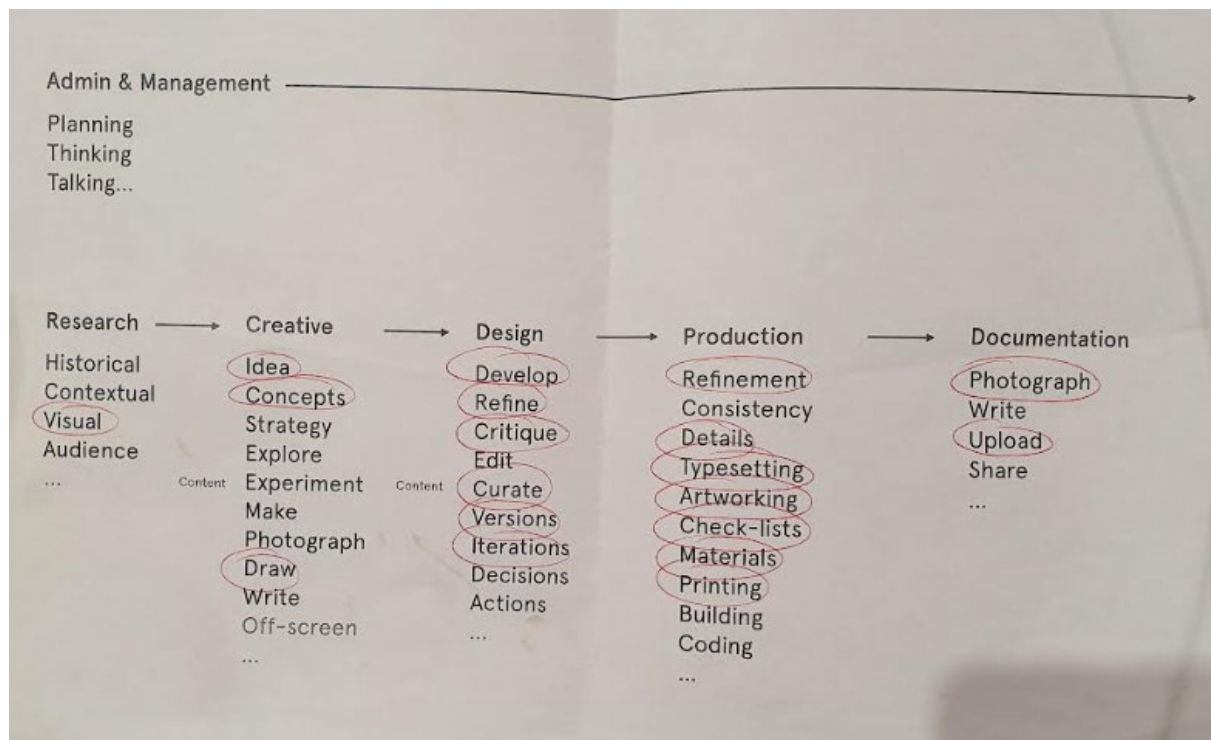 Admin & Management
Planning
Thinking
Talking...
Research
Historical
Contextual
Visual
Audience
...
Content
Creative
Idea
Concepts
Strategy
Explore
Experiment
Make
Photograph
Draw
Write
Off-screen
...
Content
Design
Develop
Refine
Critique
Edit
Curate
Versions
Iterations
Decisions
Actions
...
Production
Refinement
Consistency
Details
Typesetting
Artworking
Check-lists
Materials
Printing
Building
Coding
...
Documentation
Photograph
Write
Upload
Share
...